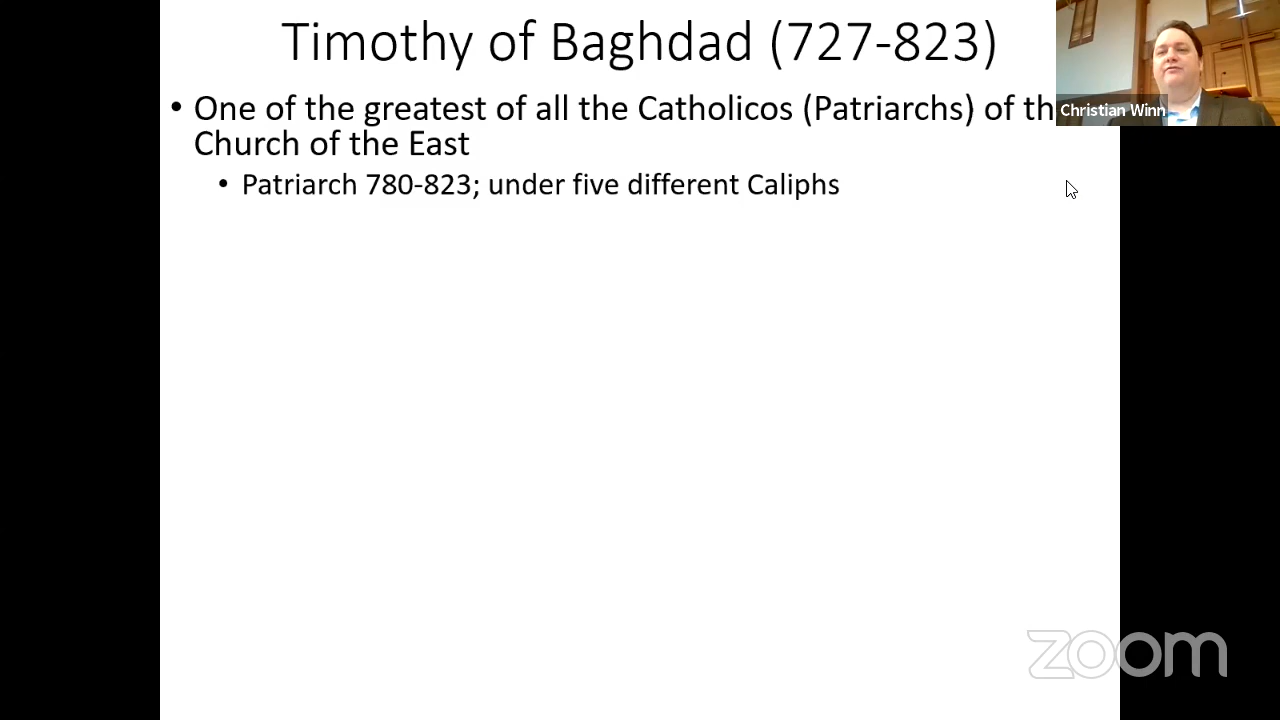 Timothy of Baghdad (727-823)
• One of the greatest of all the Catholicos (Patriarchs) of th
Church of the East
• Patriarch 780-823; under five different Caliphs
Christian Winn
zoom